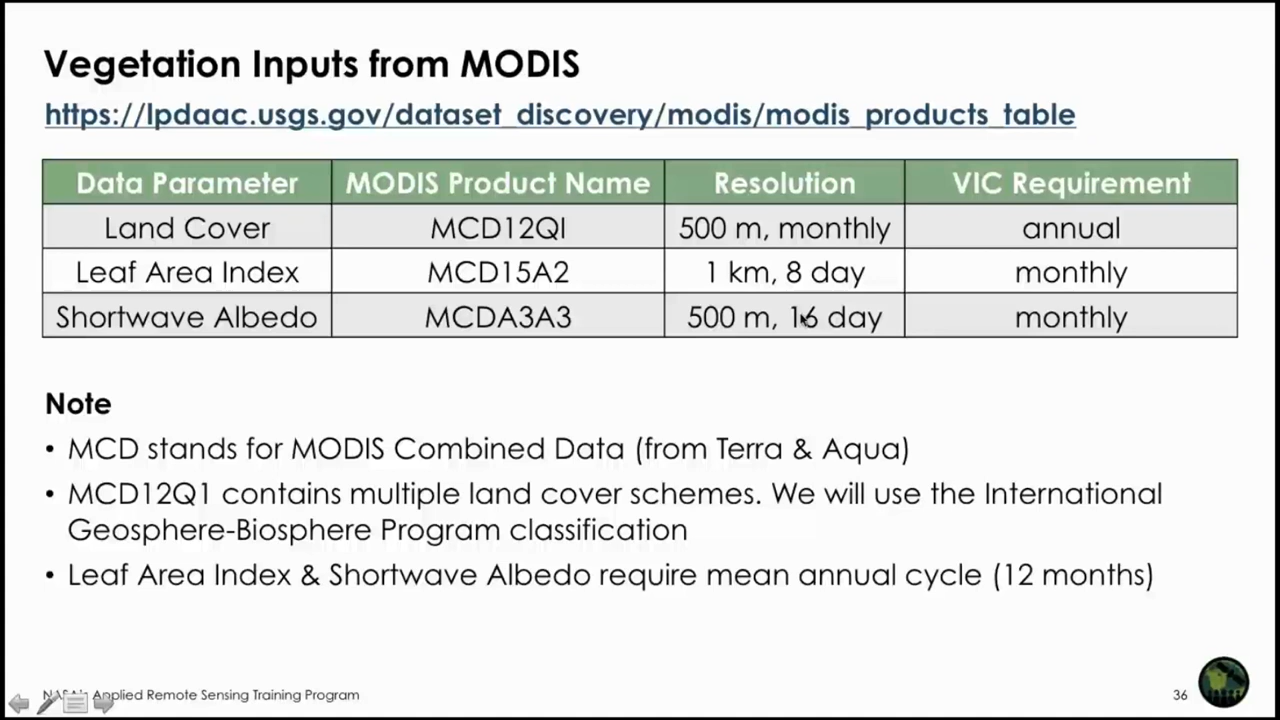 Vegetation Inputs from MODIS
https://lpdaac.usgs.gov/dataset_discovery/modis/modis_products_table
Data Parameter MODIS Product Name Resolution VIC Requirement
Land Cover MCD12QI 500 m, monthly annual
Leaf Area Index MCD15A2 1 km, 8 day monthly
Shortwave Albedo MCDA3A3 500 m, 16 day monthly
Note
• MCD stands for MODIS Combined Data (from Terra & Aqua)
• MCD12Q1 contains multiple land cover schemes. We will use the International
Geosphere-Biosphere Program classification
• Leaf Area Index & Shortwave Albedo require mean annual cycle (12 months)
NASA's Applied Remote Sensing Training Program 36